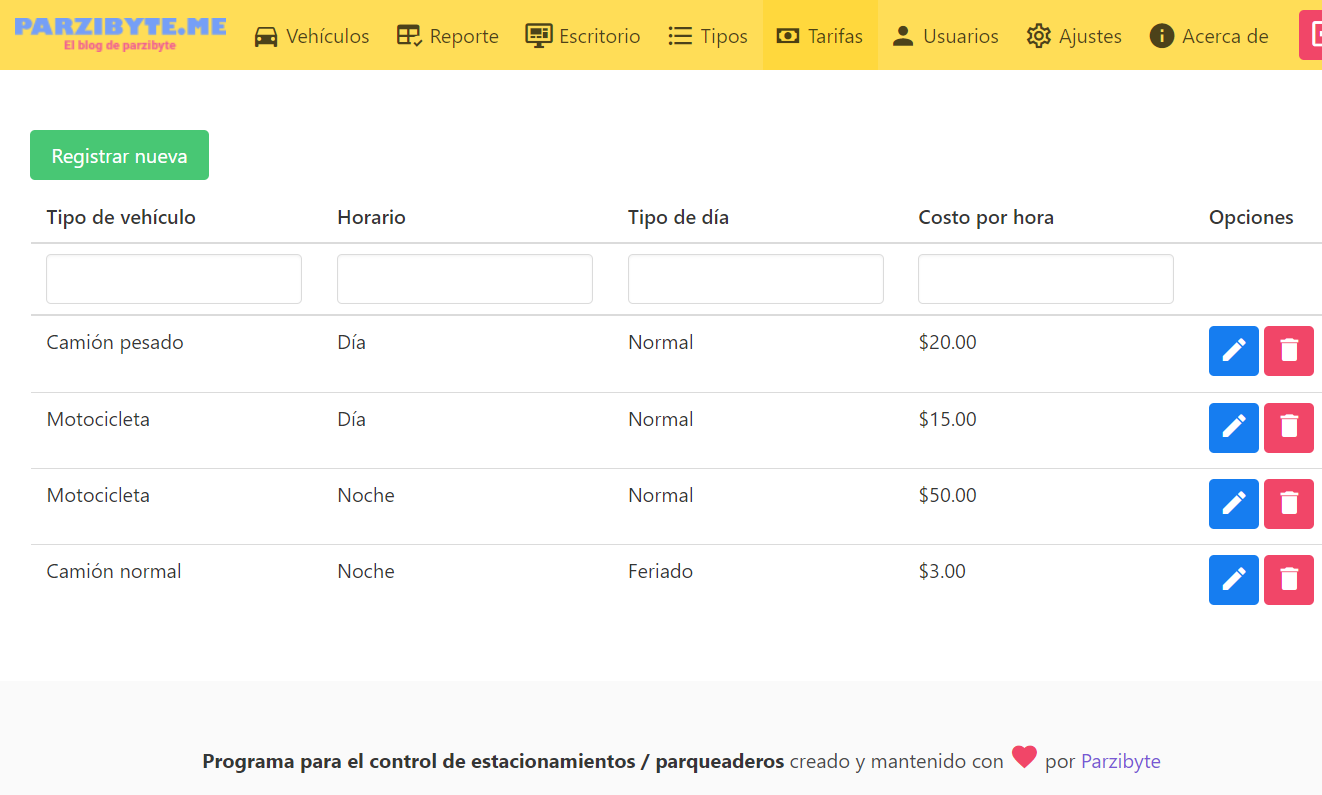 PARZIBYTE.ME
El blog de parzibyte
Vehículos Reporte Escritorio Tipos Tarifas Usuarios Ajustes Acerca de
Registrar nueva
Tipo de vehículo Horario Tipo de día Costo por hora Opciones
Camión pesado Día Normal $20.00
Motocicleta Día Normal $15.00
Motocicleta Noche Normal $50.00
Camión normal Noche Feriado $3.00
Programa para el control de estacionamientos / parqueaderos creado y mantenido con por Parzibyte